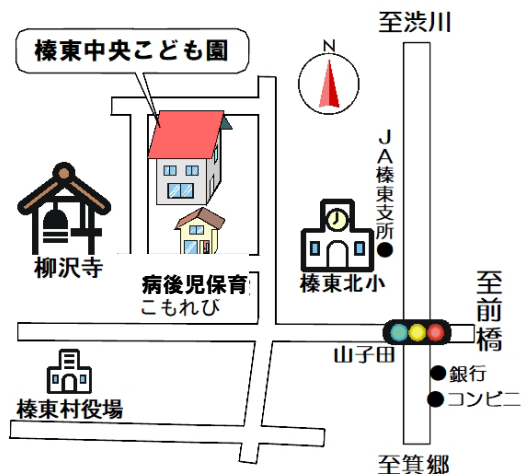 至渋川
榛東中央こども園
N
JA榛東支所
柳沢寺
榛東北小
病後児保育
こもれび
至前橋
山子田
銀行
コンビニ
榛東村役場
至箕郷